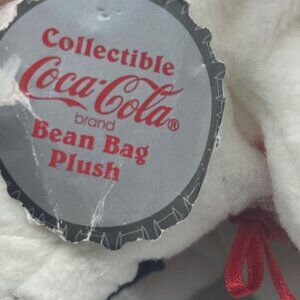 Collectible
Coca-Cola®
brand
Bean Bag
Plush